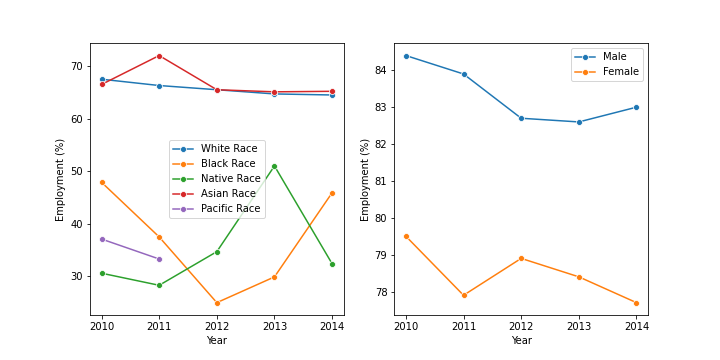 70
60
50
40
30
Employment (%)
White Race
Black Race
Native Race
Asian Race
Pacific Race
2010 2011 2012 2013 2014
Year
84
83
82
81
80
79
78
Employment (%)
Male
Female
2010 2011 2012 2013 2014
Year